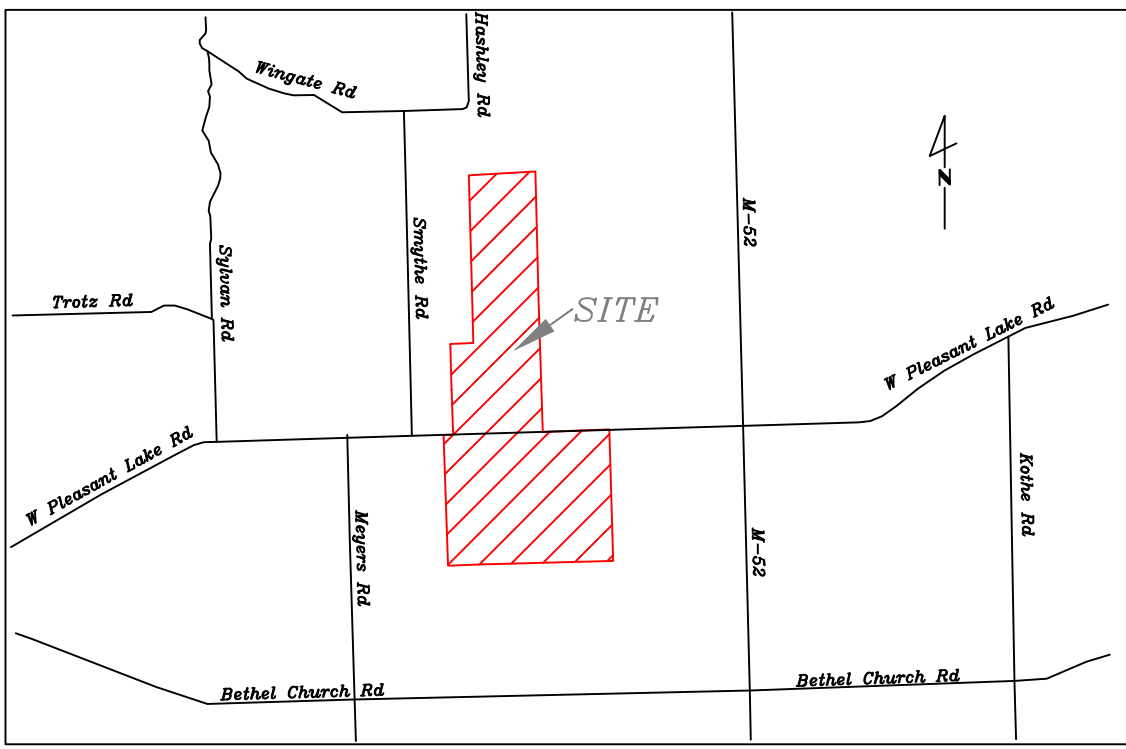 Hashley Rd
Wingate Rd
N
M-52
Smythe Rd
Sylvan Rd
Trotz Rd
SITE
W Pleasant Lake Rd
W Pleasant Lake Rd
Kothe Rd
Meyers Rd
M-52
Bethel Church Rd
Bethel Church Rd